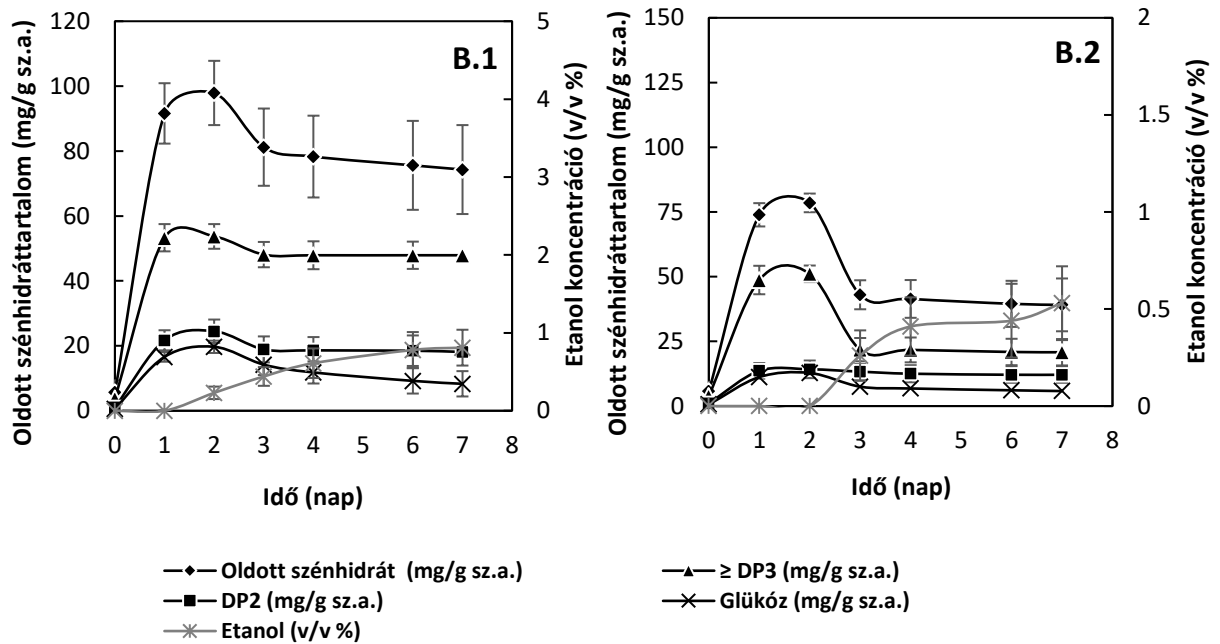 B.1
Oldott szénhidráttartalom (mg/g sz.a.)
120
100
80
60
40
20
0
5
4
3
2
1
0
Etanol koncentráció (v/v %)
0 1 2 3 4 5 6 7 8
Idő (nap)
B.2
Oldott szénhidráttartalom (mg/g sz.a.)
150
125
100
75
50
25
0
2
1.5
1
0.5
0
Etanol koncentráció (v/v %)
0 1 2 3 4 5 6 7 8
Idő (nap)
Oldott szénhidrát (mg/g sz.a.)
≥ DP3 (mg/g sz.a.)
DP2 (mg/g sz.a.)
Glükóz (mg/g sz.a.)
Etanol (v/v %)